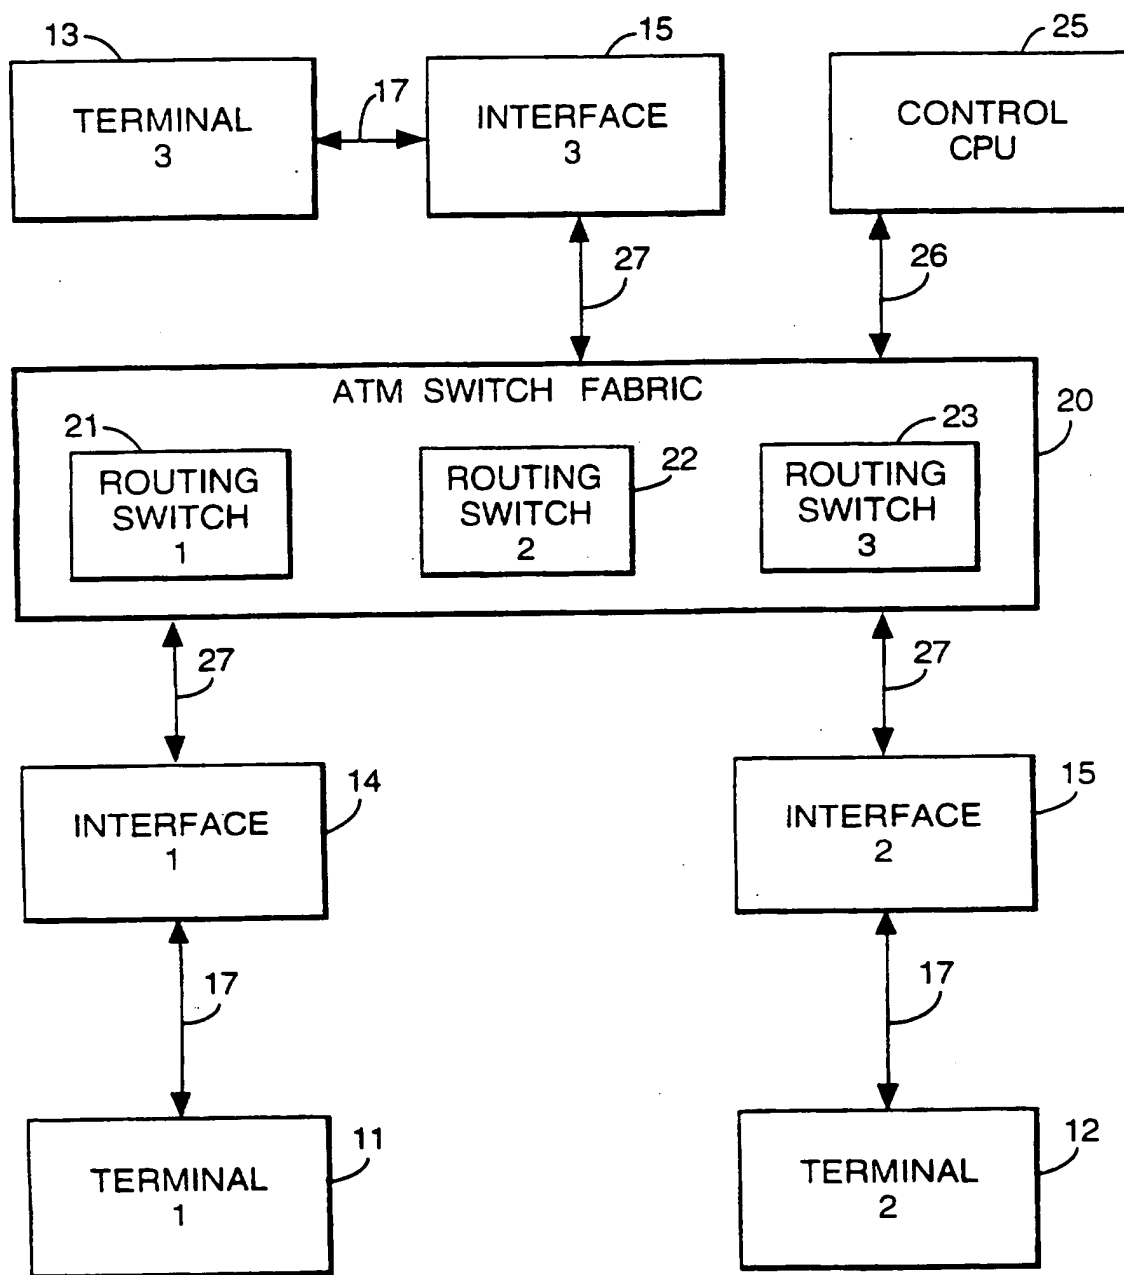 13
15
25
TERMINAL
3
17
INTERFACE
3
CONTROL
CPU
27
26
ATM SWITCH FABRIC
20
21
ROUTING
SWITCH
1
22
ROUTING
SWITCH
2
23
ROUTING
SWITCH
3
27
27
14
INTERFACE
1
15
INTERFACE
2
17
17
11
TERMINAL
1
12
TERMINAL
2